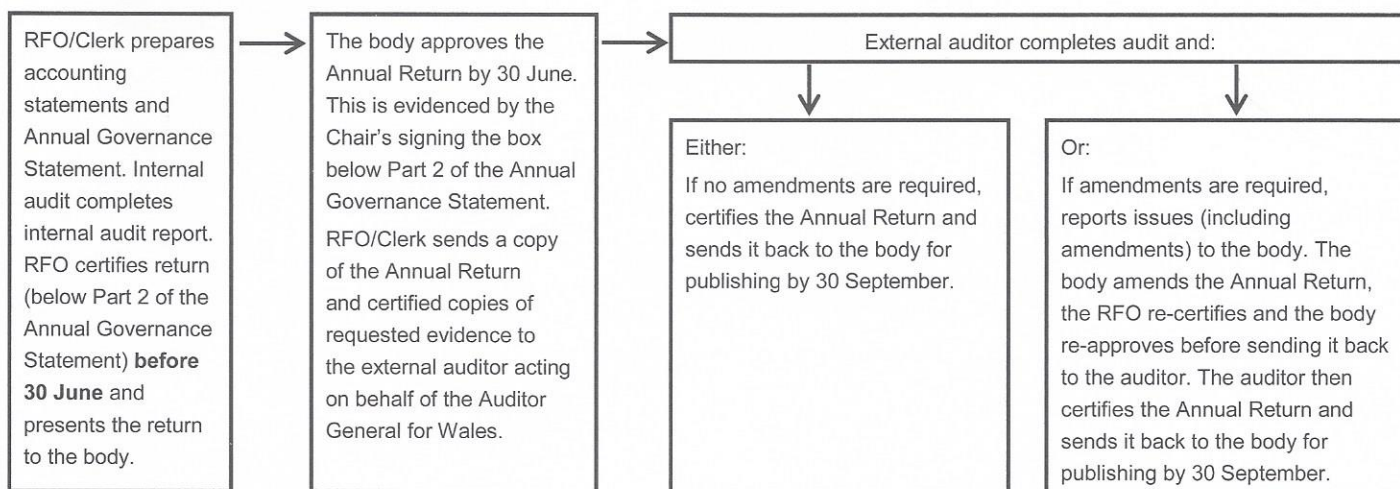 RFO/Clerk prepares
accounting
statements and
Annual Governance
Statement. Internal
audit completes
internal audit report.
RFO certifies return
(below Part 2 of the
Annual Governance
Statement) before
30 June and
presents the return
to the body.
The body approves the
Annual Return by 30 June.
This is evidenced by the
Chair's signing the box
below Part 2 of the Annual
Governance Statement.
RFO/Clerk sends a copy
of the Annual Return
and certified copies of
requested evidence to
the external auditor acting
on behalf of the Auditor
General for Wales.
External auditor completes audit and:
Either:
If no amendments are required,
certifies the Annual Return and
sends it back to the body for
publishing by 30 September.
Or:
If amendments are required,
reports issues (including
amendments) to the body. The
body amends the Annual Return,
the RFO re-certifies and the body
re-approves before sending it back
to the auditor. The auditor then
certifies the Annual Return and
sends it back to the body for
publishing by 30 September.